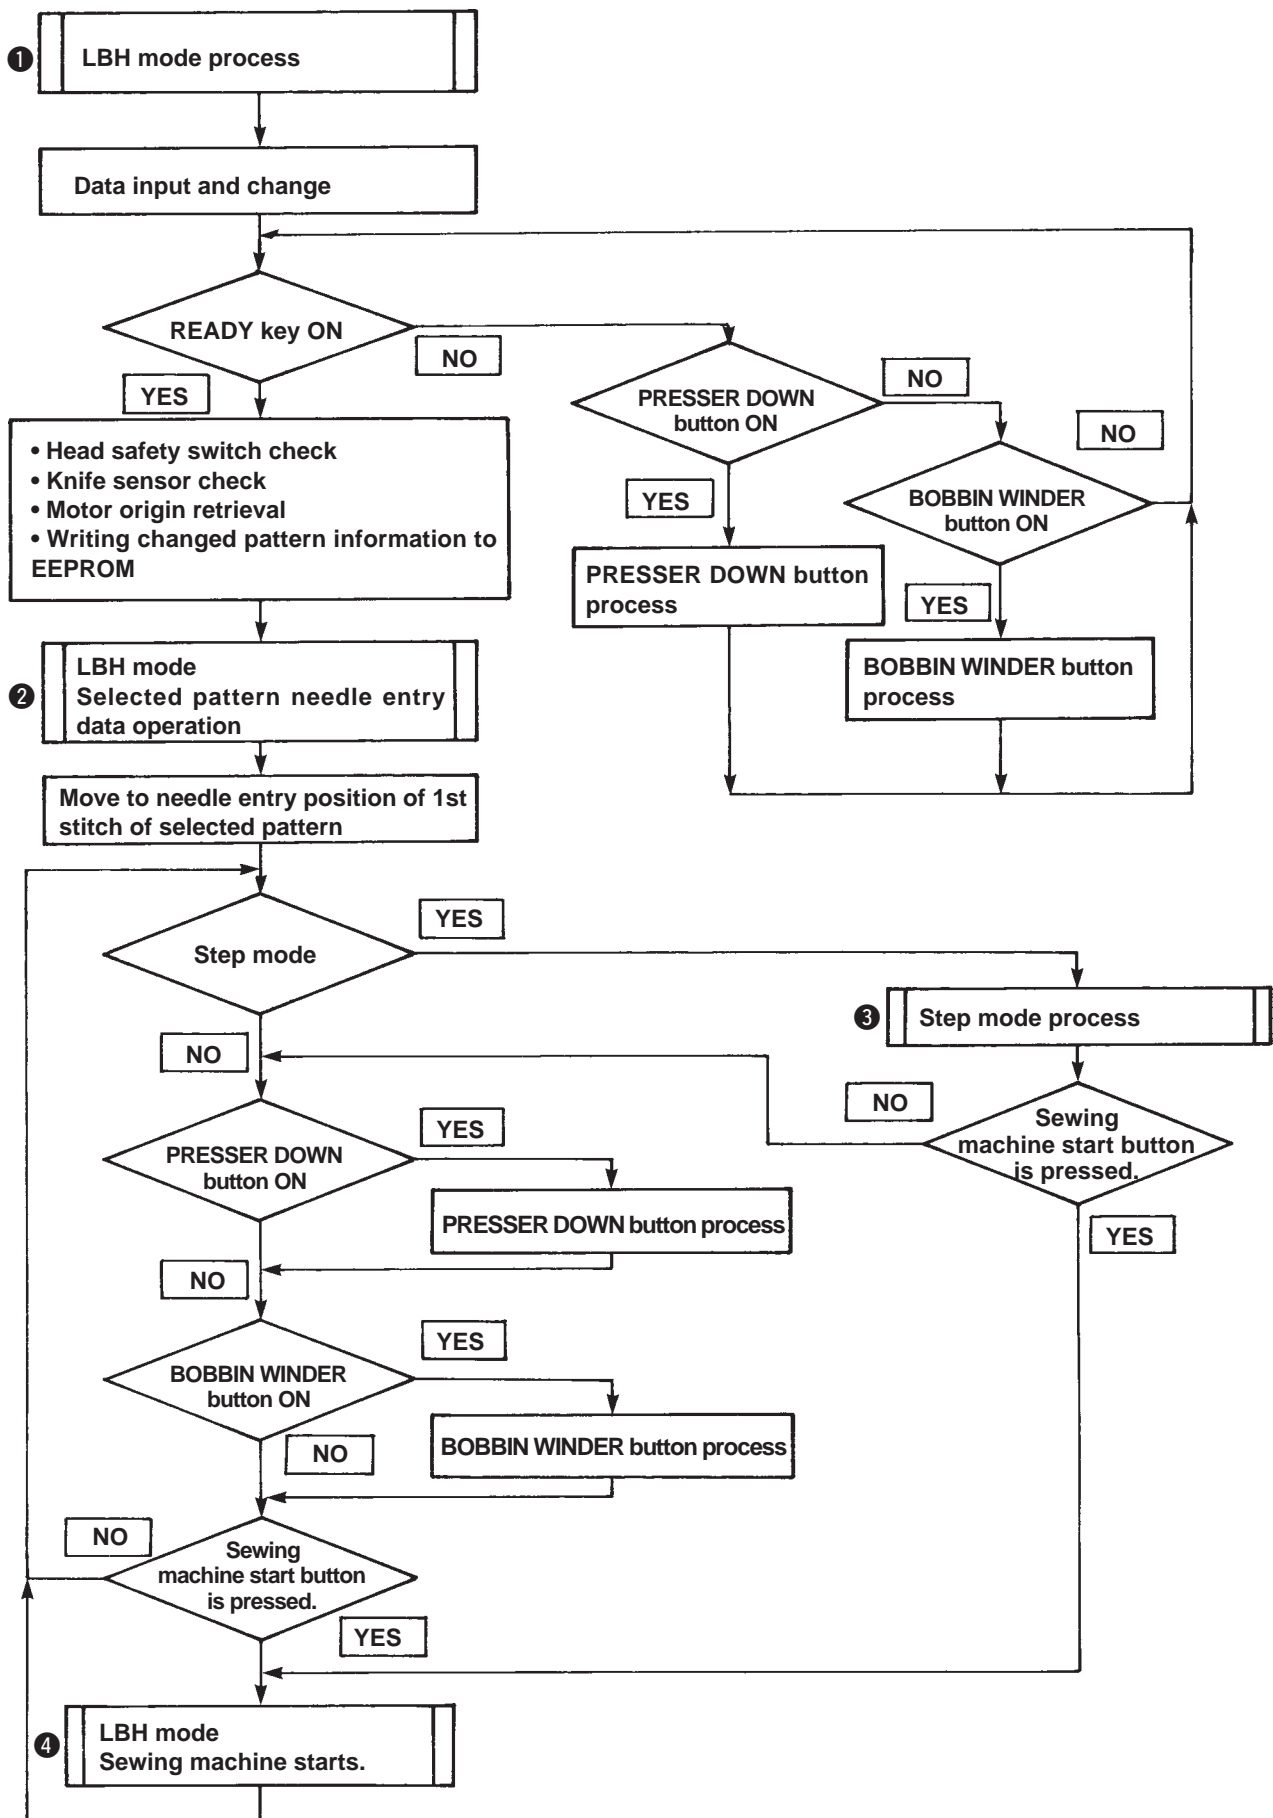 ❶
LBH mode process
Data input and change
READY key ON
NO
YES
PRESSER DOWN
button ON
NO
NO
• Head safety switch check
• Knife sensor check
• Motor origin retrieval
• Writing changed pattern information to
EEPROM
YES
BOBBIN WINDER
button ON
PRESSER DOWN button
process
YES
BOBBIN WINDER button
process
❷
LBH mode
Selected pattern needle entry
data operation
Move to needle entry position of 1st
stitch of selected pattern
YES
Step mode
❸
Step mode process
NO
NO
Sewing
machine start button
is pressed.
YES
PRESSER DOWN
button ON
PRESSER DOWN button process
YES
NO
YES
BOBBIN WINDER
button ON
BOBBIN WINDER button process
NO
NO
Sewing
machine start button
is pressed.
YES
❹
LBH mode
Sewing machine starts.